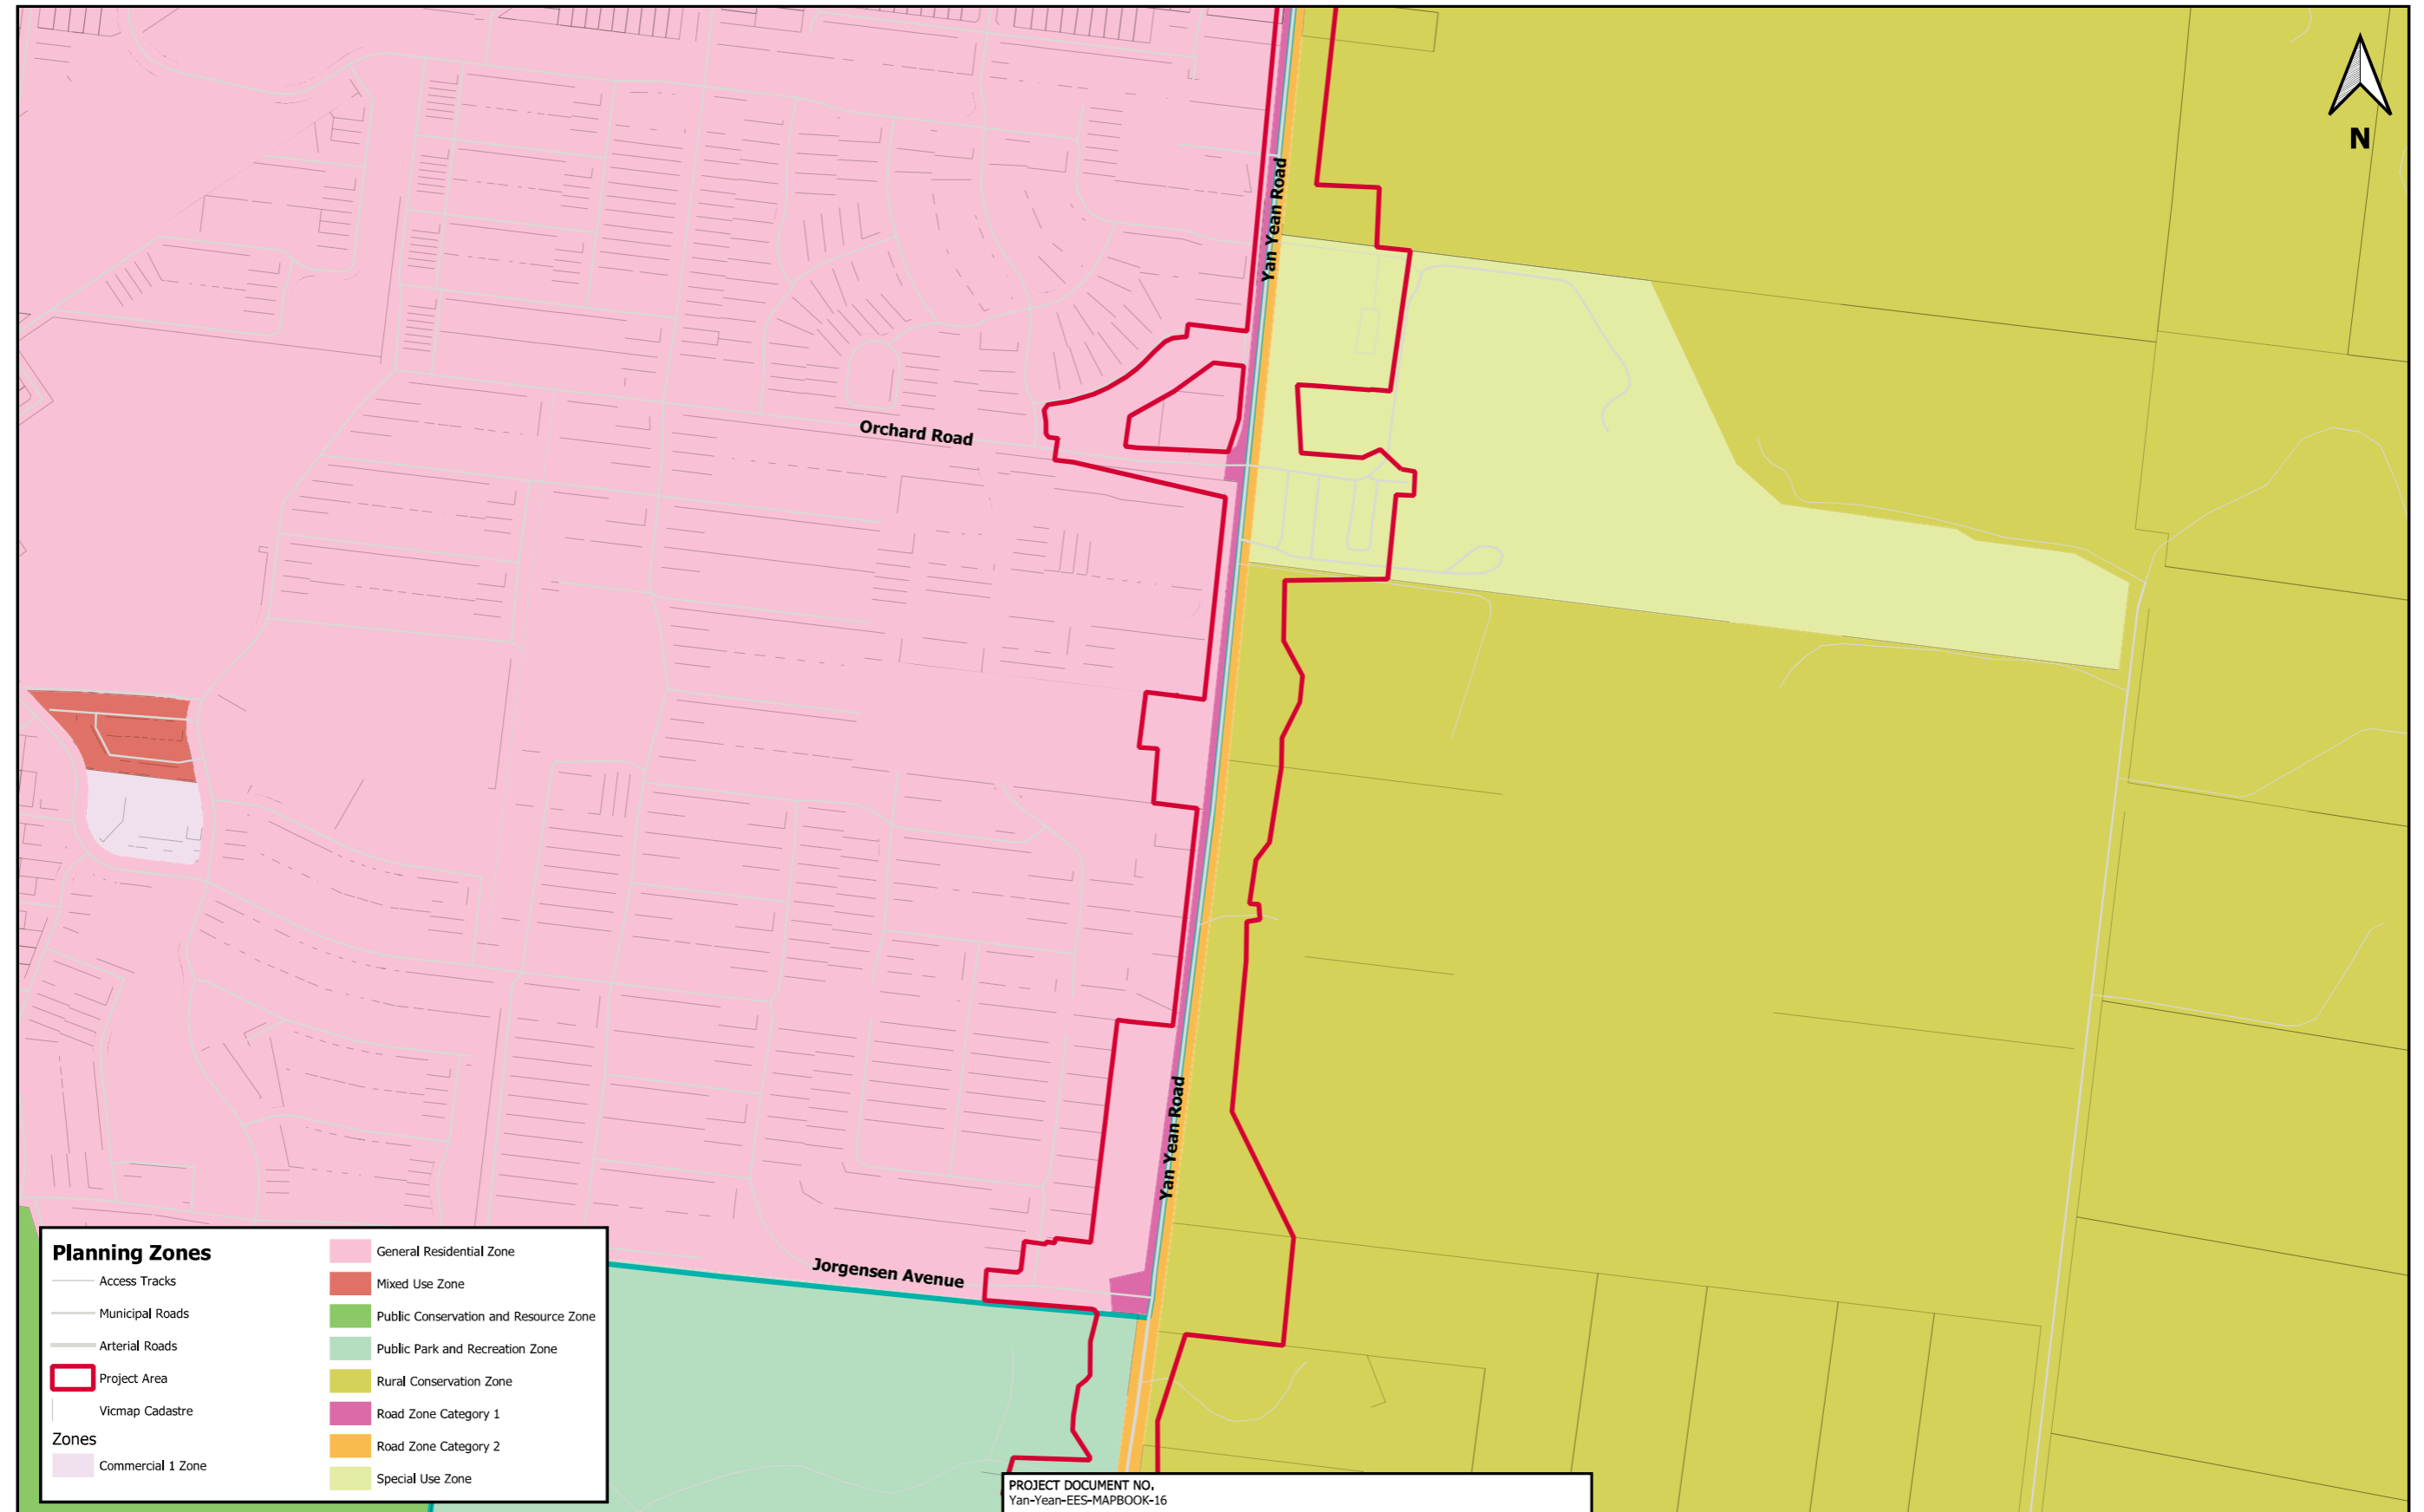 N
Yan Yean Road
Orchard Road
Yan Yean Road
Jorgensen Avenue
Planning Zones
Access Tracks
Municipal Roads
Arterial Roads
Project Area
Vicmap Cadastre
Zones
Commercial 1 Zone
General Residential Zone
Mixed Use Zone
Public Conservation and Resource Zone
Public Park and Recreation Zone
Rural Conservation Zone
Road Zone Category 1
Road Zone Category 2
Special Use Zone
PROJECT DOCUMENT NO.
Yan-Yean-EES-MAPBOOK-16